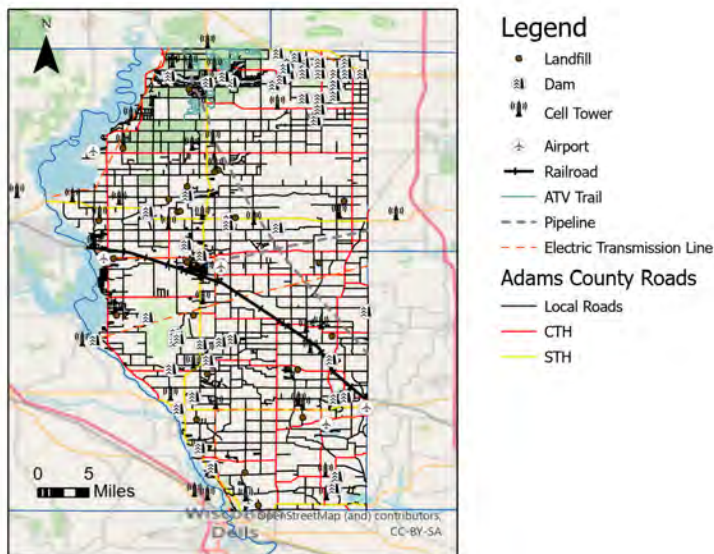 N
0 5
Miles
Wisconsin
OpenStreetMap (and) contributors,
CC-BY-SA
Dells
Legend
Landfill
Dam
Cell Tower
Airport
Railroad
ATV Trail
Pipeline
Electric Transmission Line
Adams County Roads
Local Roads
CTH
STH